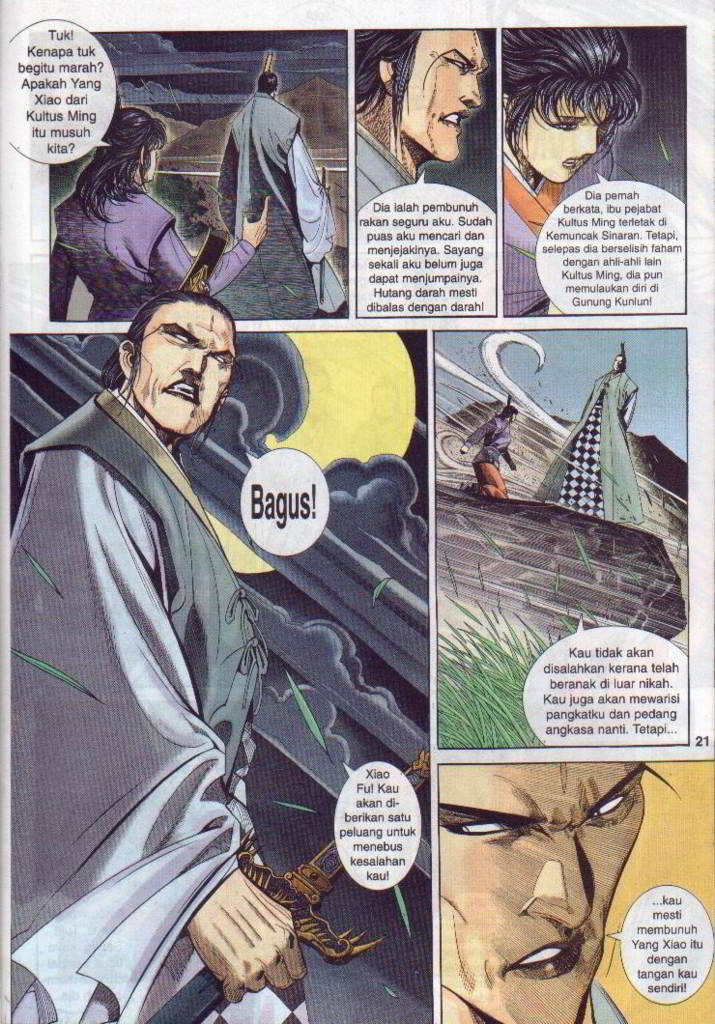 Tuk!
Kenapa tuk
begitu marah?
Apakah Yang
Xiao dari
Kultus Ming
itu musuh
kita?
Dia ialah pembunuh
rakan seguru aku. Sudah
puas aku mencari dan
menjejakinya. Sayang
sekali aku belum juga
dapat menjumpainya.
Hutang darah mesti
dibalas dengan darah!
Dia pernah
berkata, ibu pejabat
Kultus Ming terletak di
Kemuncak Sinaran. Tetapi,
selepas dia berselisih faham
dengan ahli-ahli lain
Kultus Ming, dia pun
memulaukan diri di
Gunung Kunlun!
Bagus!
Xiao
Fu! Kau
akan di-
berikan satu
peluang untuk
menebus
kesalahan
kau!
Kau tidak akan
disalahkan kerana telah
beranak di luar nikah.
Kau juga akan mewarisi
pangkatku dan pedang
angkasa nanti. Tetapi...
21
...kau
mesti
membunuh
Yang Xiao itu
dengan
tangan kau
sendiri!